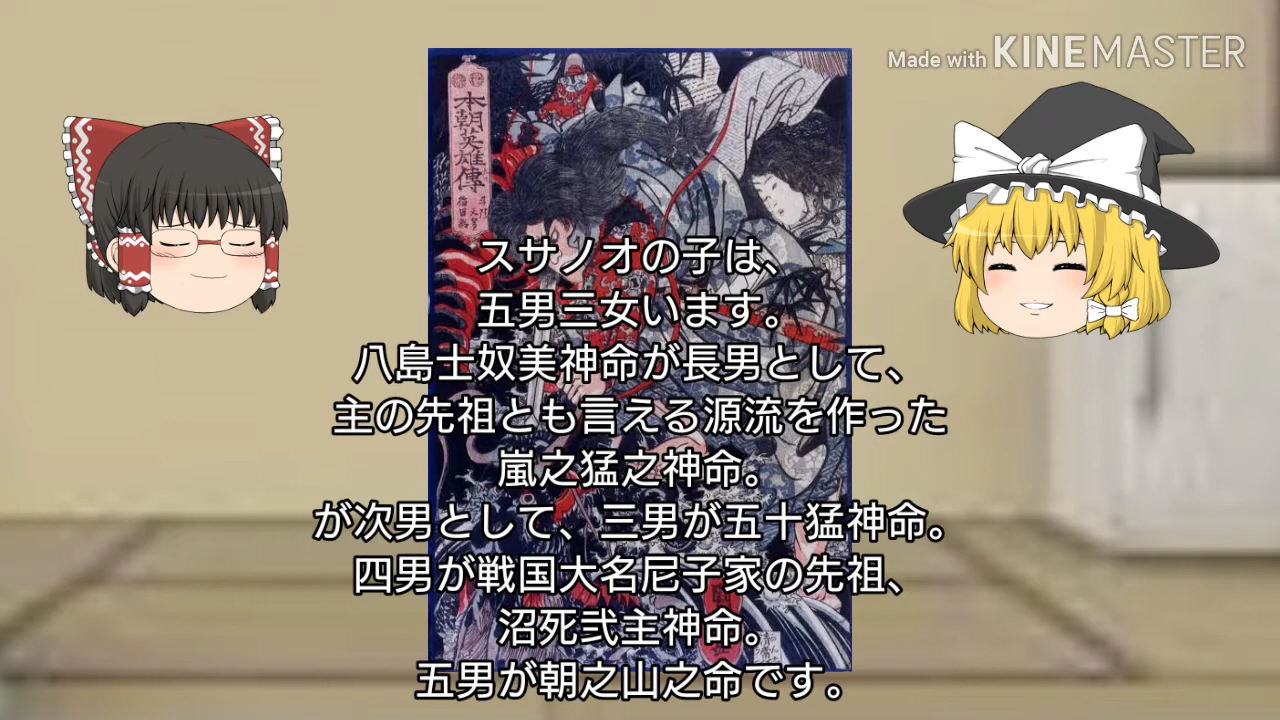 Made with KINEMASTER
本朝英雄傳
スサノオの子は、
五男三女います。
八島士奴美神命が長男として、
主の先祖とも言える源流を作った
嵐之猛之神命。
が次男として、三男が五十猛神命。
四男が戦国大名尼子家の先祖、
沼死弐主神命。
五男が朝之山之命です。